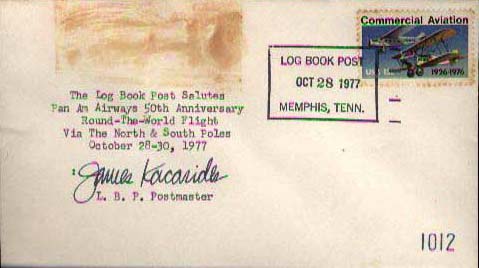 Commercial Aviation
US 13c
1926-1976
LOG BOOK POST
OCT 28 1977
MEMPHIS, TENN.
The Log Book Post Salutes
Pan Am Airways 50th Anniversary
Round-The-World Flight
Via The North & South Poles
October 28-30, 1977
James Kacarides
L. B. P. Postmaster
1012